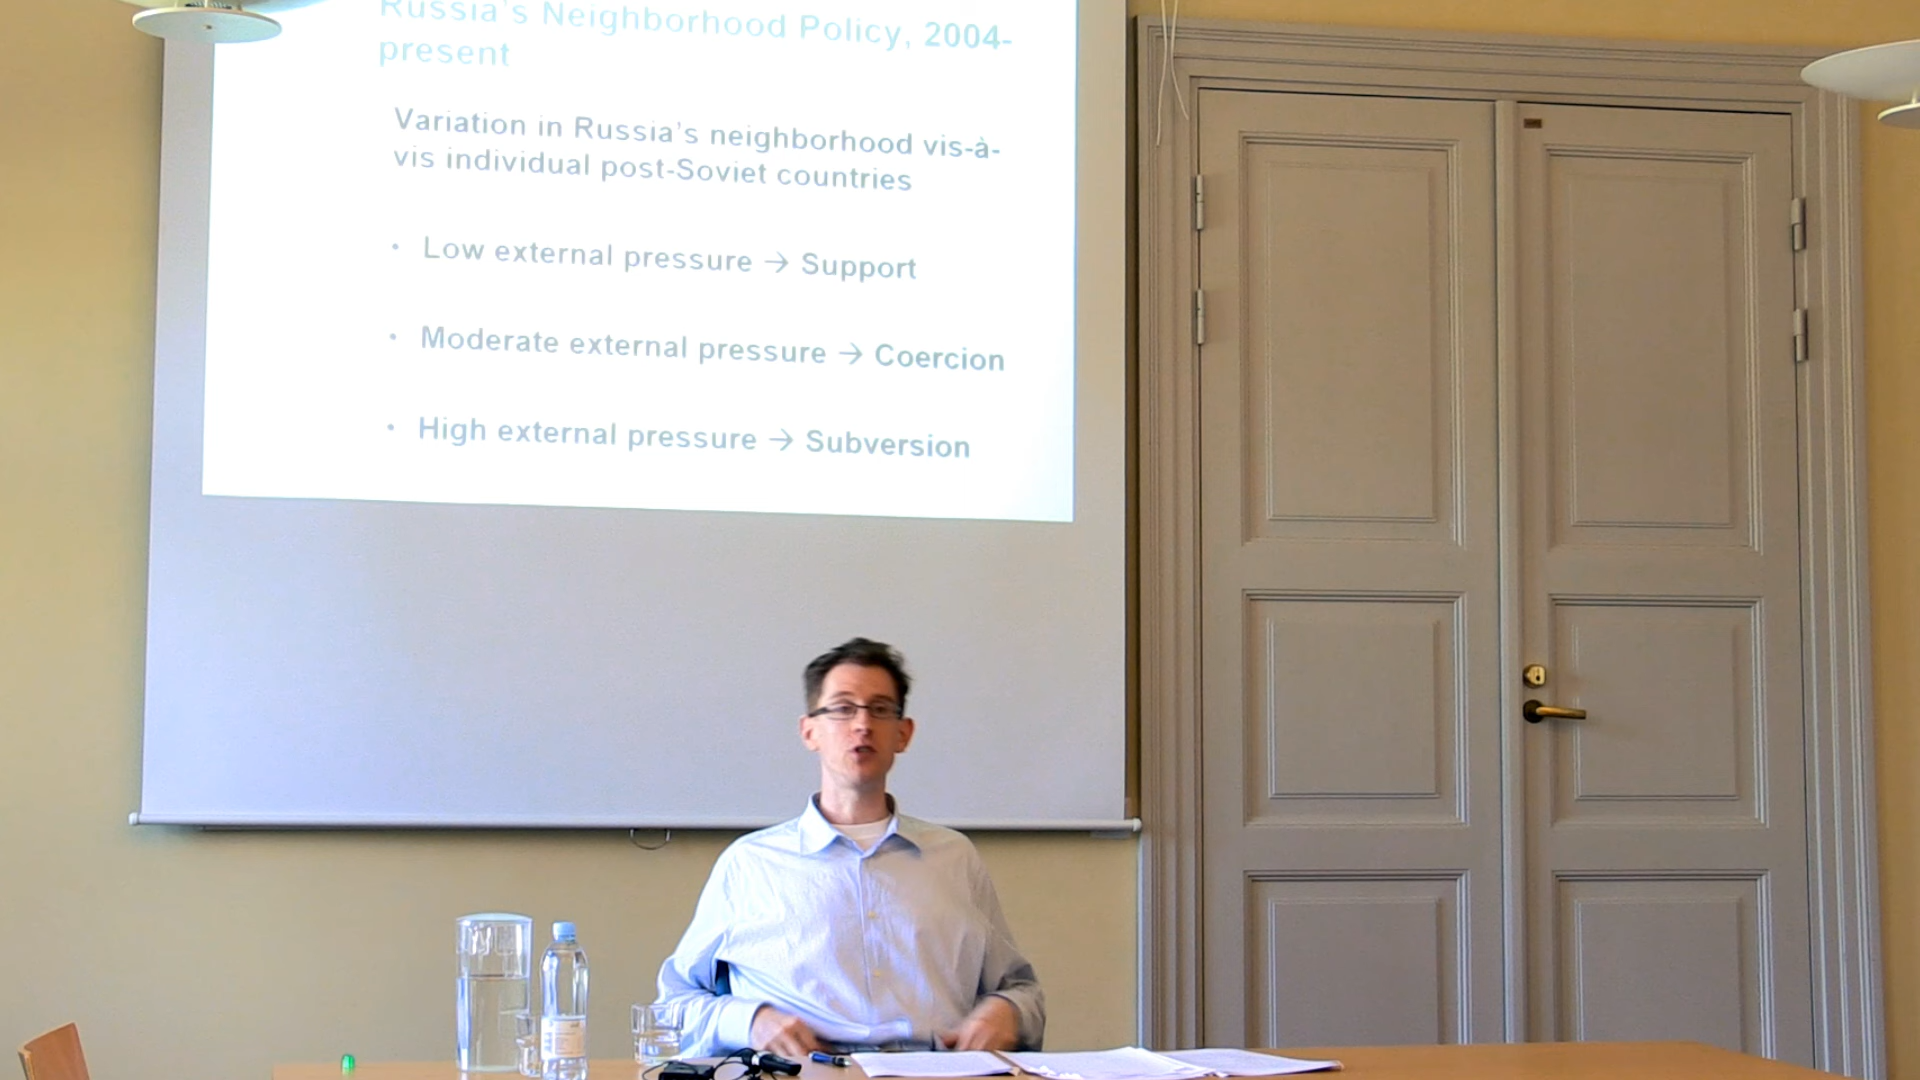 Russia's Neighborhood Policy, 2004-
present
Variation in Russia's neighborhood vis-à-
vis individual post-Soviet countries
• Low external pressure → Support
• Moderate external pressure → Coercion
• High external pressure → Subversion